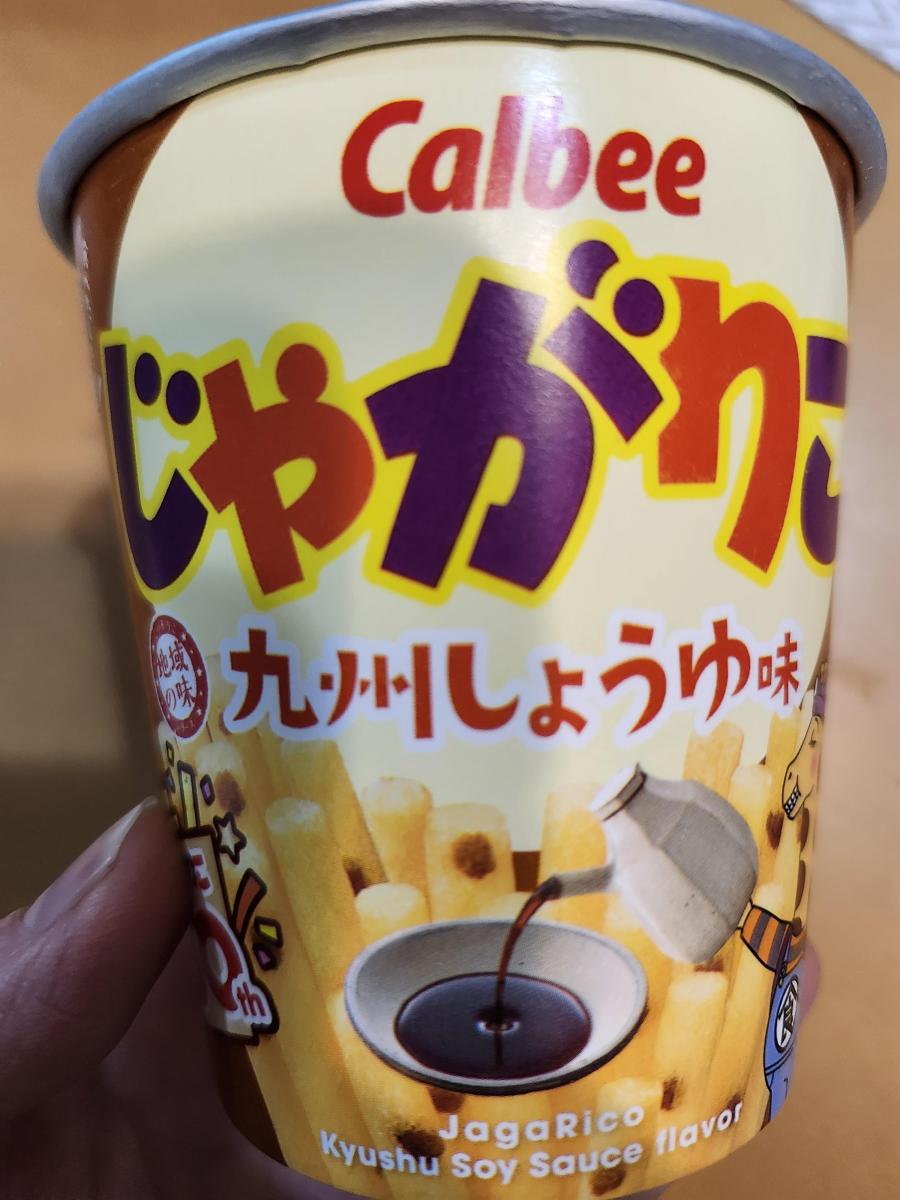 Calbee
じゃがりこ
地域
の味
九州しょうゆ味
th
JagaRico
Kyushu Soy Sauce flavor